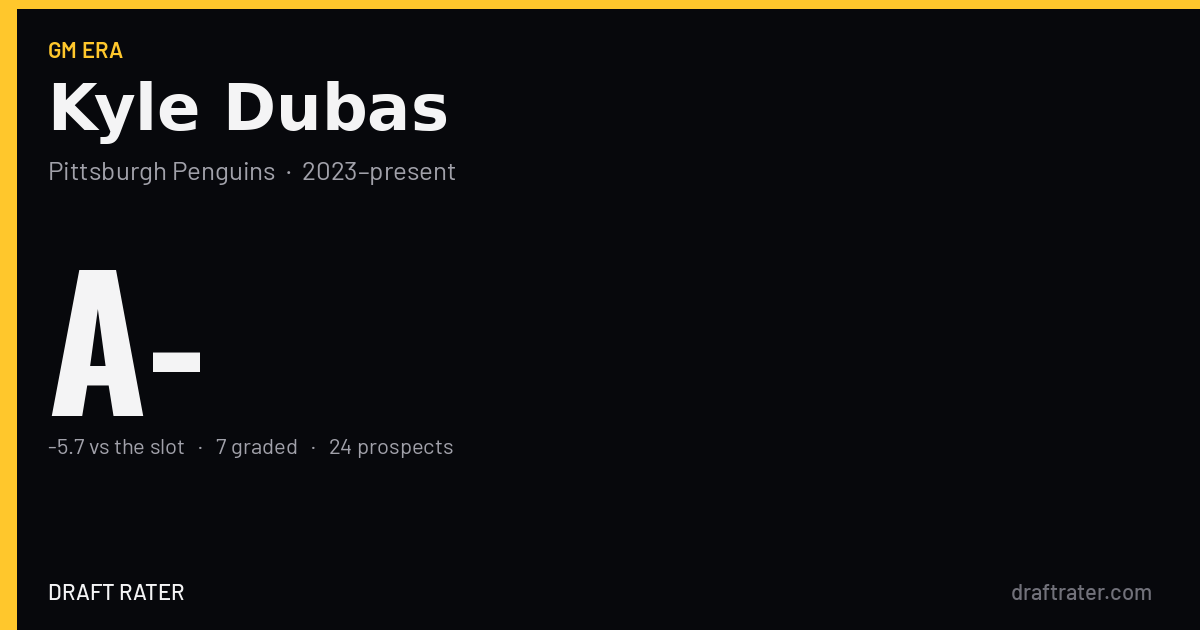 GM ERA
Kyle Dubas
Pittsburgh Penguins · 2023–present
A-
-5.7 vs the slot · 7 graded · 24 prospects
DRAFT RATER
draftrater.com